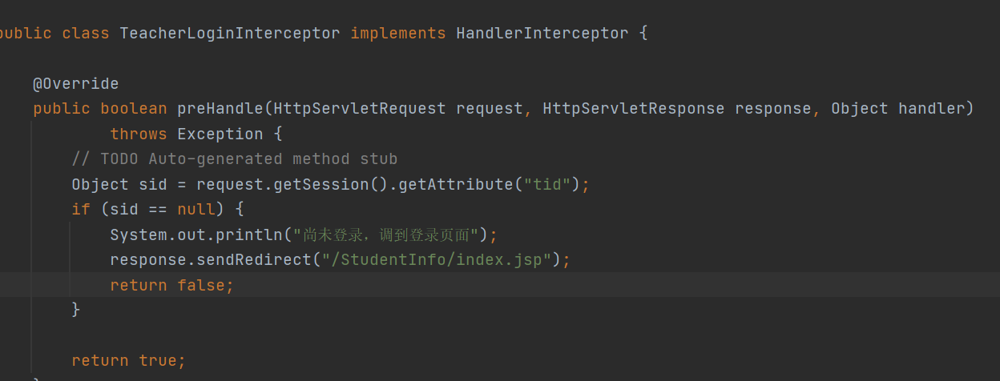 public class TeacherLoginInterceptor implements HandlerInterceptor {
@Override
public boolean preHandle(HttpServletRequest request, HttpServletResponse response, Object handler)
throws Exception {
// TODO Auto-generated method stub
Object sid = request.getSession().getAttribute("tid");
if (sid == null) {
System.out.println("尚未登录，调到登录页面");
response.sendRedirect("/StudentInfo/index.jsp");
return false;
}
return true;
}